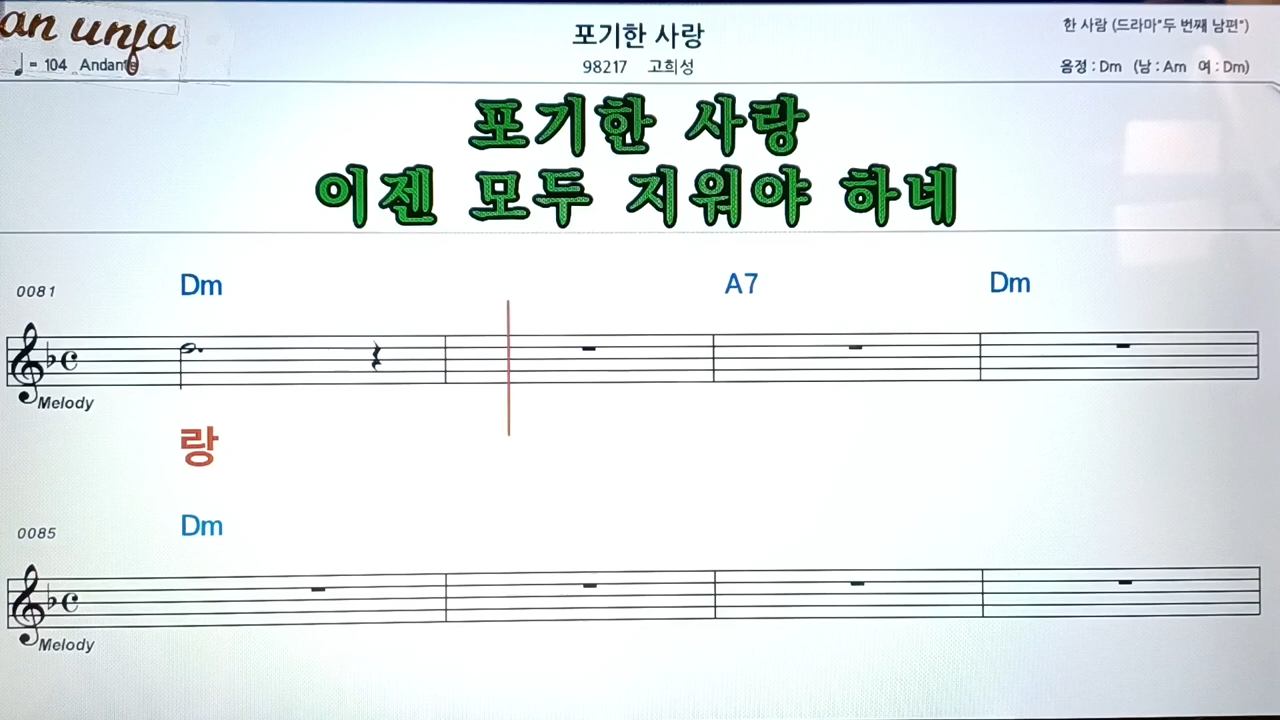 an unja
♩ = 104 Andante
포기한 사랑
98217 고희성
한 사람 (드라마"두 번째 남편")
음정 : Dm (남 : Am 여 : Dm)
포기한 사랑
이젠 모두 지워야 하네
0081 Dm A7 Dm
Melody
랑
0085 Dm
Melody